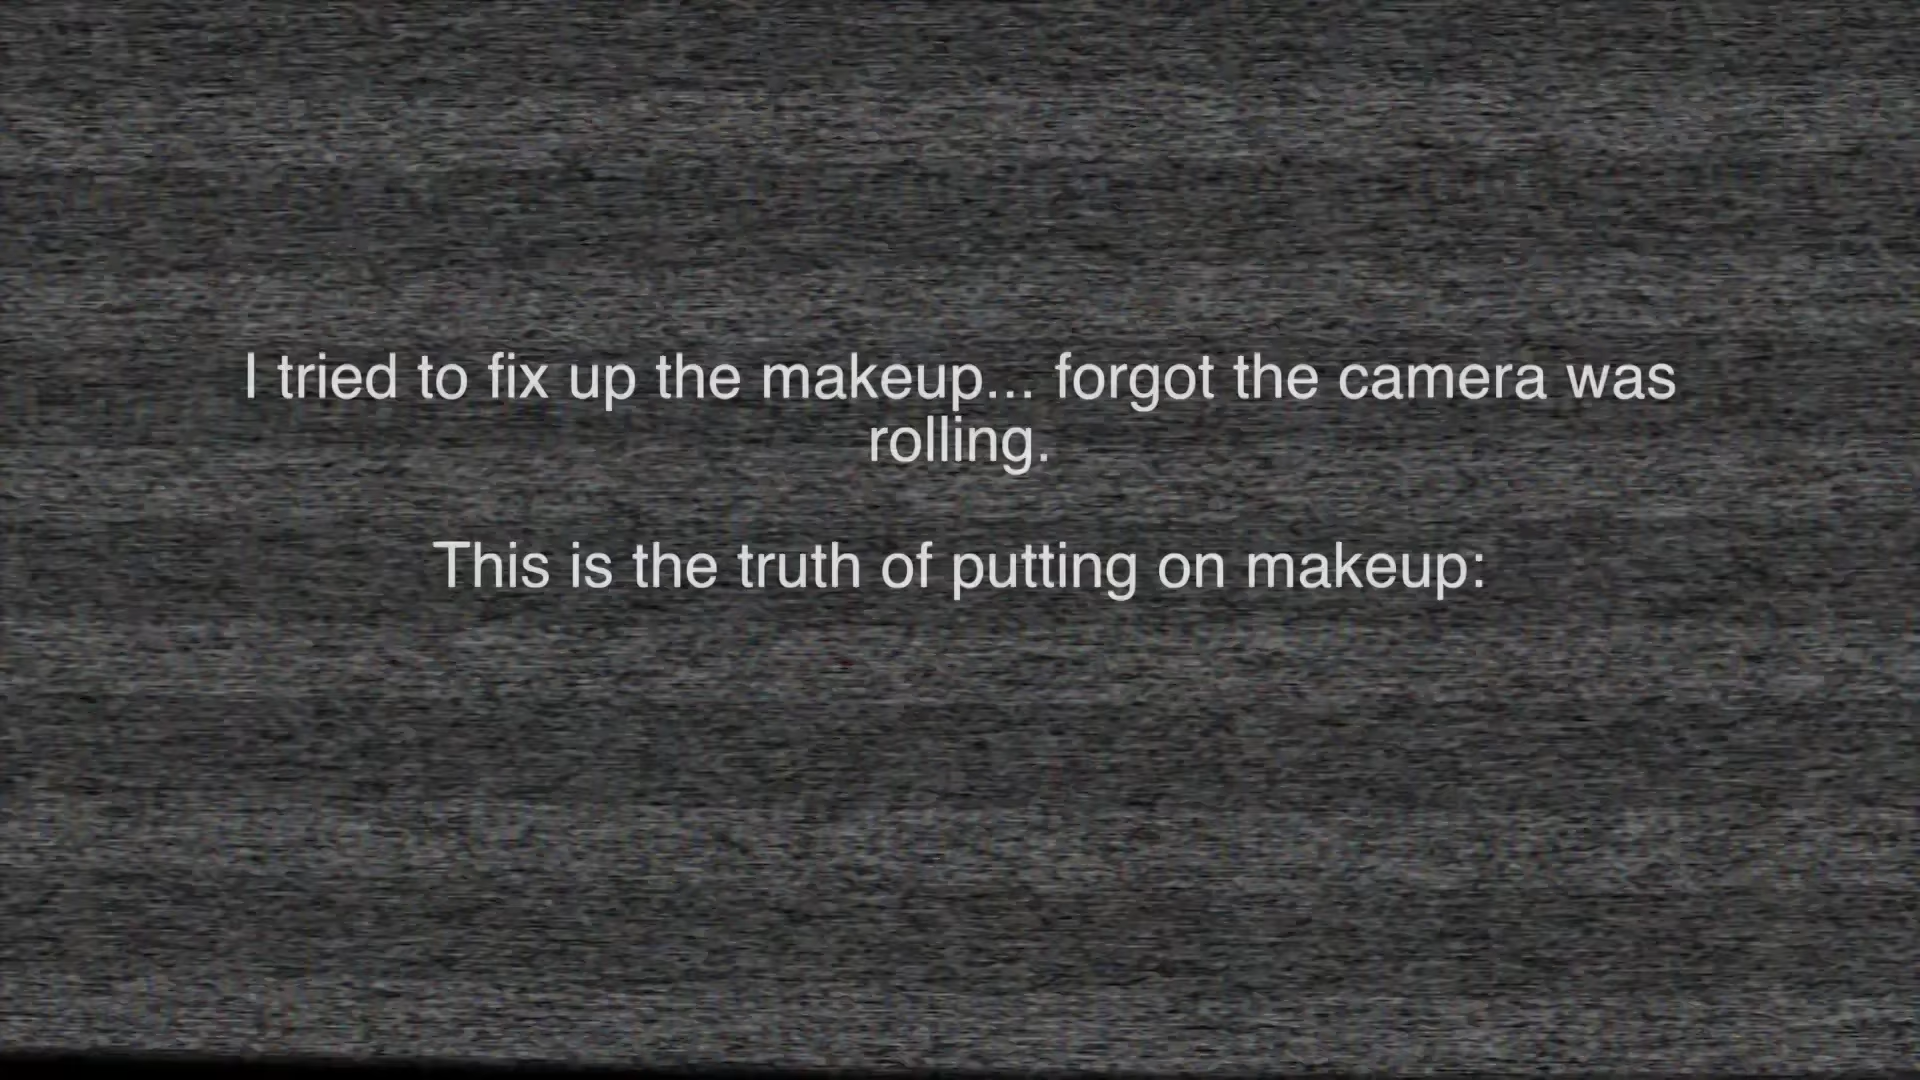 I tried to fix up the makeup... forgot the camera was
rolling.
This is the truth of putting on makeup: